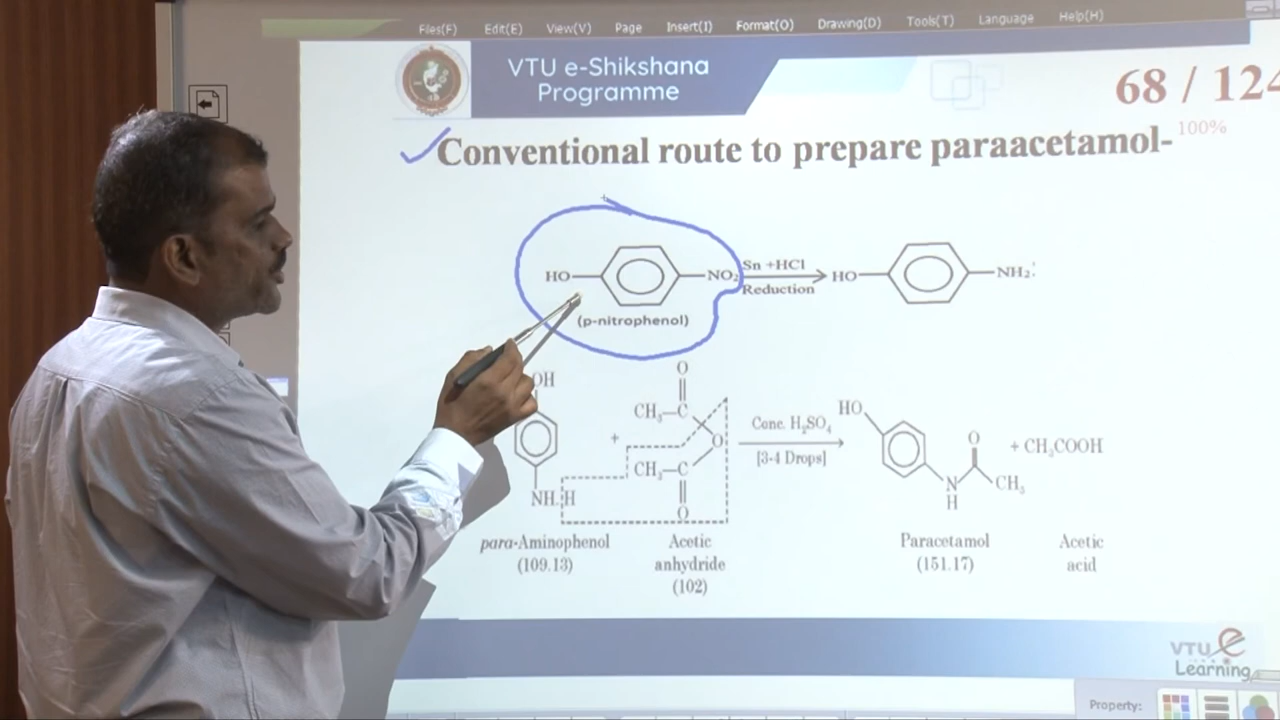 Files(F) Edit(E) View(V) Page Insert(I) Format(O) Drawing(D) Tools(T) Language Help(H)
VTU e-Shikshana
Programme
68 / 124
100%
Conventional route to prepare paraacetamol-
HO NO₂ Sn +HCl HO NH₂:
Reduction
(p-nitrophenol)
OH O
CH₃—C Conc. H₂SO₄ HO O
+ O [3-4 Drops] + CH₃COOH
CH₃—C N CH₃
NH.H O H
para-Aminophenol Acetic Paracetamol Acetic
(109.13) anhydride (151.17) acid
(102)
VTU e
Learning
Property: